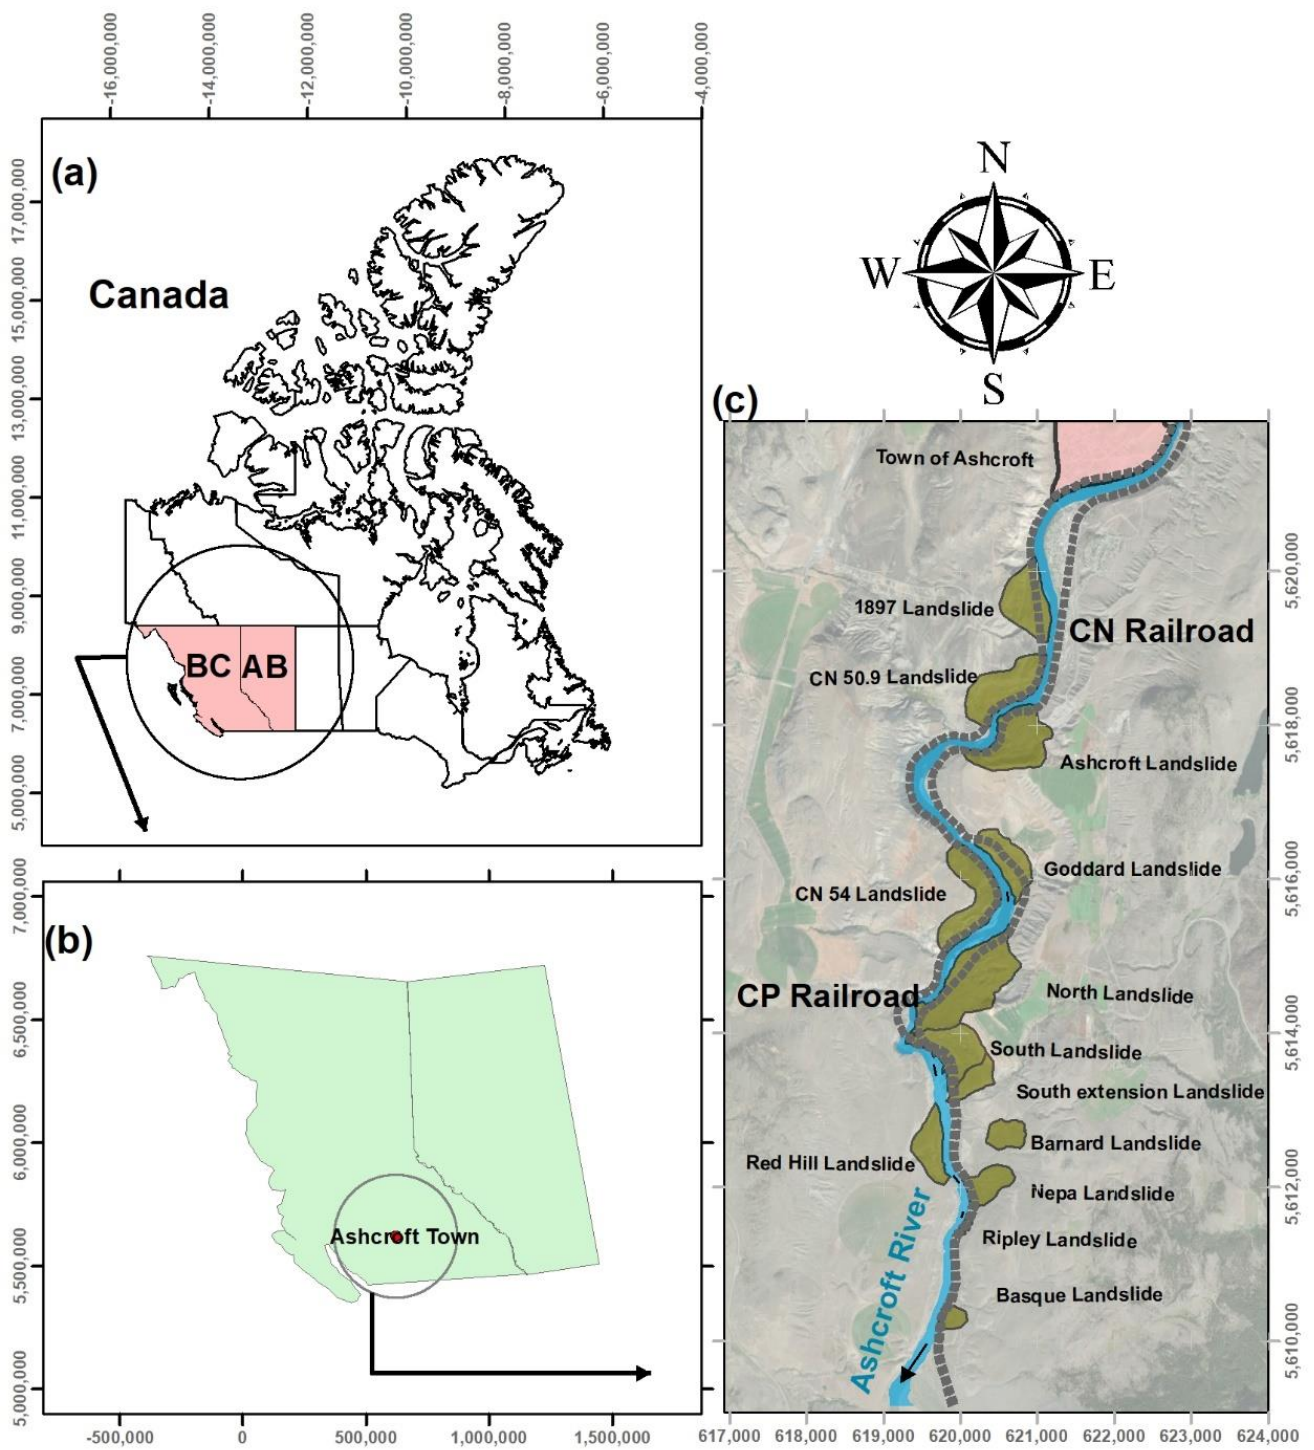 -16,000,000
-14,000,000
-12,000,000
-10,000,000
-8,000,000
-6,000,000
-4,000,000
(a)
Canada
17,000,000
15,000,000
13,000,000
11,000,000
9,000,000
7,000,000
5,000,000
BC AB
N
W E
S
(b)
7,000,000
6,500,000
6,000,000
5,500,000
5,000,000
Ashcroft Town
-500,000 0 500,000 1,000,000 1,500,000
(c)
Town of Ashcroft
1897 Landslide
CN Railroad
CN 50.9 Landslide
Ashcroft Landslide
Goddard Landslide
CN 54 Landslide
CP Railroad
North Landslide
South Landslide
South extension Landslide
Barnard Landslide
Red Hill Landslide
Nepa Landslide
Ripley Landslide
Basque Landslide
Ashcroft River
5,620,000
5,618,000
5,616,000
5,614,000
5,612,000
5,610,000
617,000 618,000 619,000 620,000 621,000 622,000 623,000 624,000